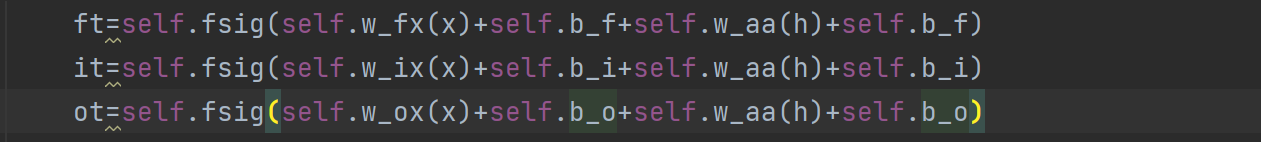 ft=self.fsig(self.w_fx(x)+self.b_f+self.w_aa(h)+self.b_f)
it=self.fsig(self.w_ix(x)+self.b_i+self.w_aa(h)+self.b_i)
ot=self.fsig(self.w_ox(x)+self.b_o+self.w_aa(h)+self.b_o)